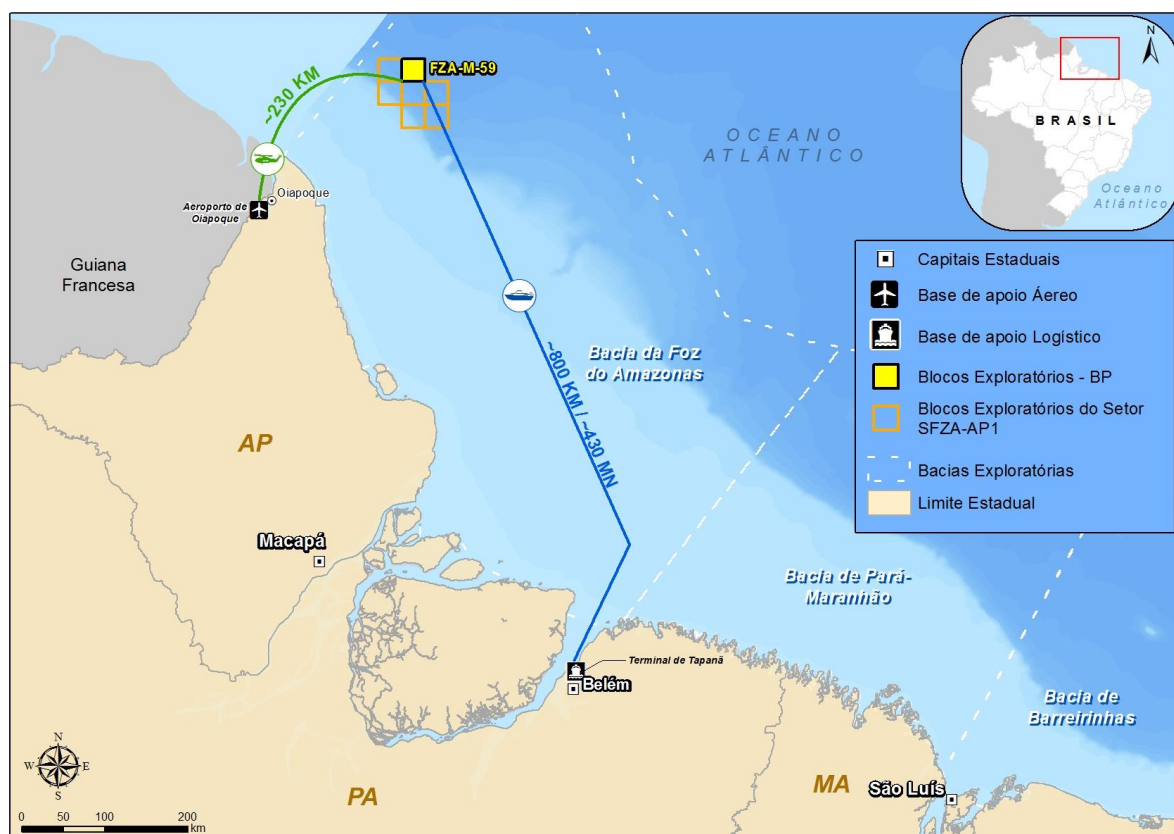 FZA-M-59
~230 KM
Oiapoque
Aeroporto de
Oiapoque
Guiana
Francesa
OCEANO
ATLÂNTICO
N
BRASIL
Oceano
Atlântico
Capitais Estaduais
Base de apoio Áereo
Base de apoio Logístico
Blocos Exploratórios - BP
Blocos Exploratórios do Setor
SFZA-AP1
Bacias Exploratórias
Limite Estadual
Bacia da Foz
do Amazonas
~800 KM / ~430 MN
AP
Macapá
Bacia de Pará-
Maranhão
Terminal de Tapanã
Belém
Bacia de
Barreirinhas
PA
MA
São Luís
N
W
E
S
0 50 100 200
km